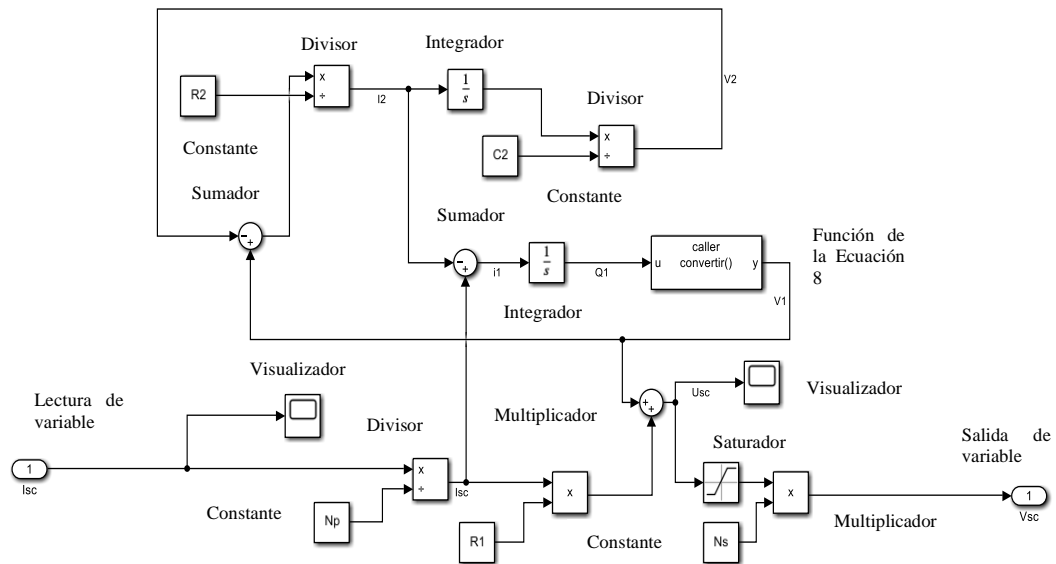 Divisor
Integrador
x
÷
R2
I2
1
s
V2
Divisor
x
÷
C2
Constante
Constante
Sumador
Sumador
-
+
-
+
i1
1
s
Q1
caller
u convertir() y
V1
Función de
la Ecuación
8
Integrador
Visualizador
Visualizador
Lectura de
variable
Divisor
Multiplicador
+
+
Usc
Saturador
Salida de
variable
1
Isc
x
÷
Isc
x
x
1
Vsc
Constante
Np
R1
Constante
Ns
Multiplicador